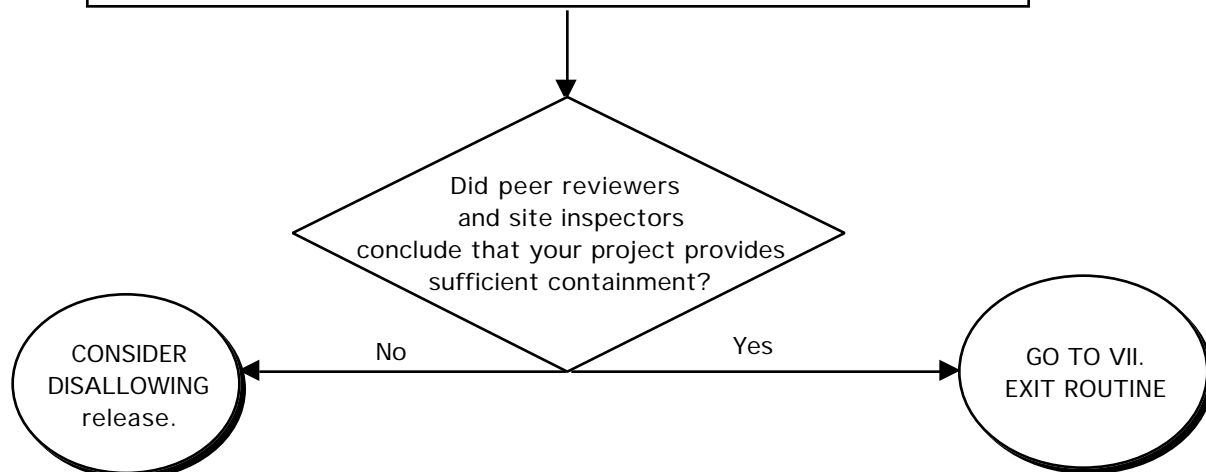 Did peer reviewers
and site inspectors
conclude that your project provides
sufficient containment?
No
Yes
CONSIDER
DISALLOWING
release.
GO TO VII.
EXIT ROUTINE